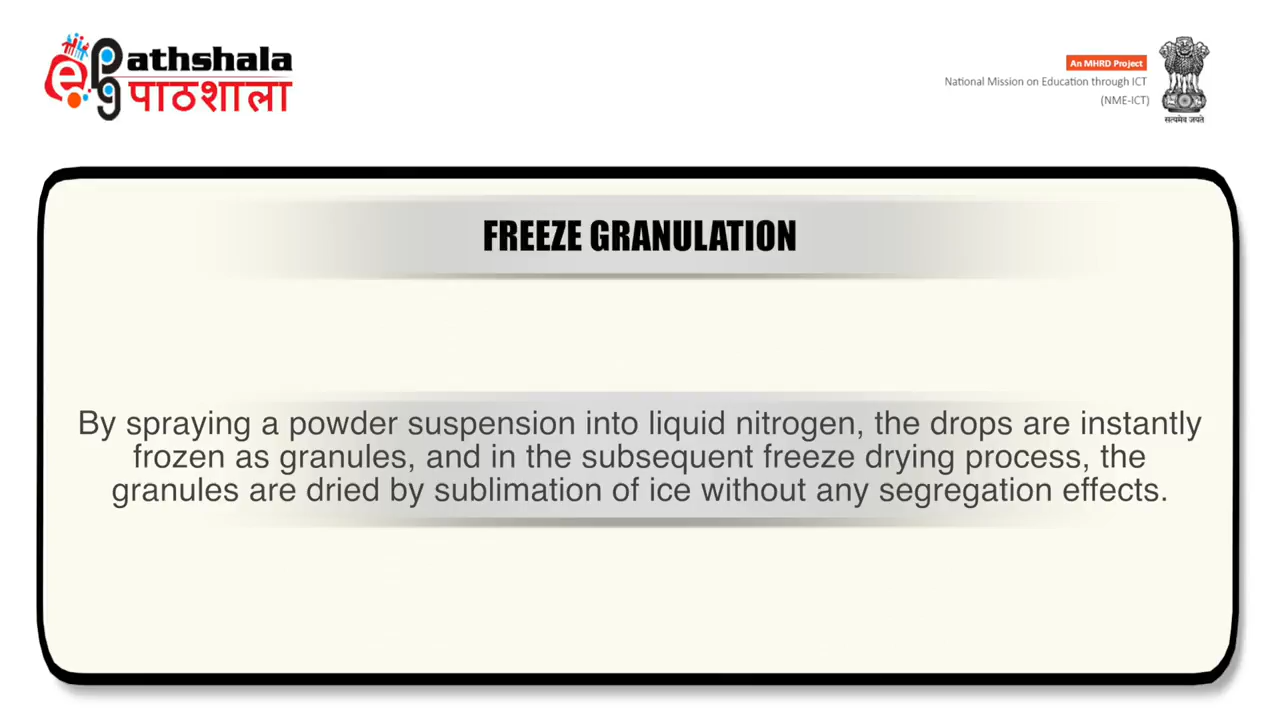 e
pg
athshala
पाठशाला
An MHRD Project
National Mission on Education through ICT
(NME-ICT)
सत्यमेव जयते
FREEZE GRANULATION
By spraying a powder suspension into liquid nitrogen, the drops are instantly
frozen as granules, and in the subsequent freeze drying process, the
granules are dried by sublimation of ice without any segregation effects.